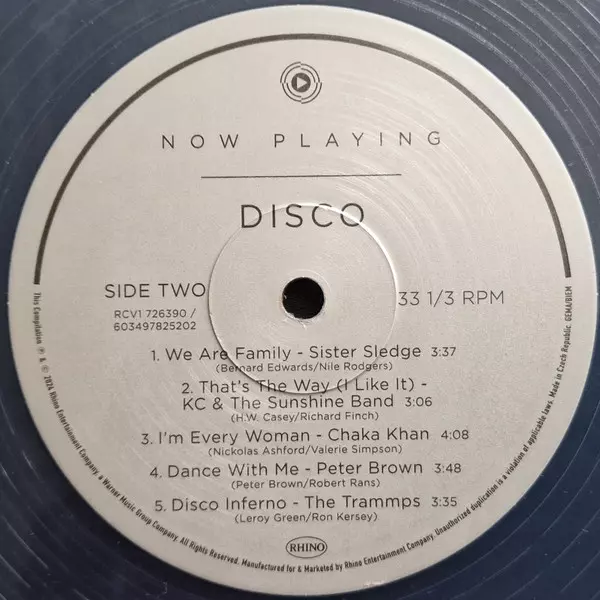 NOW PLAYING
DISCO
SIDE TWO
RCV1 726390 /
603497825202
33 1/3 RPM
1. We Are Family - Sister Sledge 3:37
(Bernard Edwards/Nile Rodgers)
2. That's The Way (I Like It) -
KC & The Sunshine Band 3:06
(H.W. Casey/Richard Finch)
3. I'm Every Woman - Chaka Khan 4:08
(Nickolas Ashford/Valerie Simpson)
4. Dance With Me - Peter Brown 3:48
(Peter Brown/Robert Rans)
5. Disco Inferno - The Trammps 3:35
(Leroy Green/Ron Kersey)
RHINO
This Compilation ℗ & © 2024 Rhino Entertainment Company, a Warner Music Group Company. All Rights Reserved. Manufactured for & Marketed by Rhino Entertainment Company. Unauthorized duplication is a violation of applicable laws. Made in Czech Republic. GEMA/BIEM